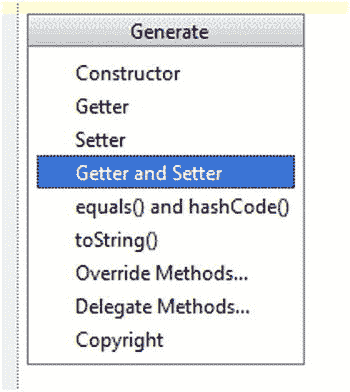 Generate
Constructor
Getter
Setter
Getter and Setter
equals() and hashCode()
toString()
Override Methods...
Delegate Methods...
Copyright